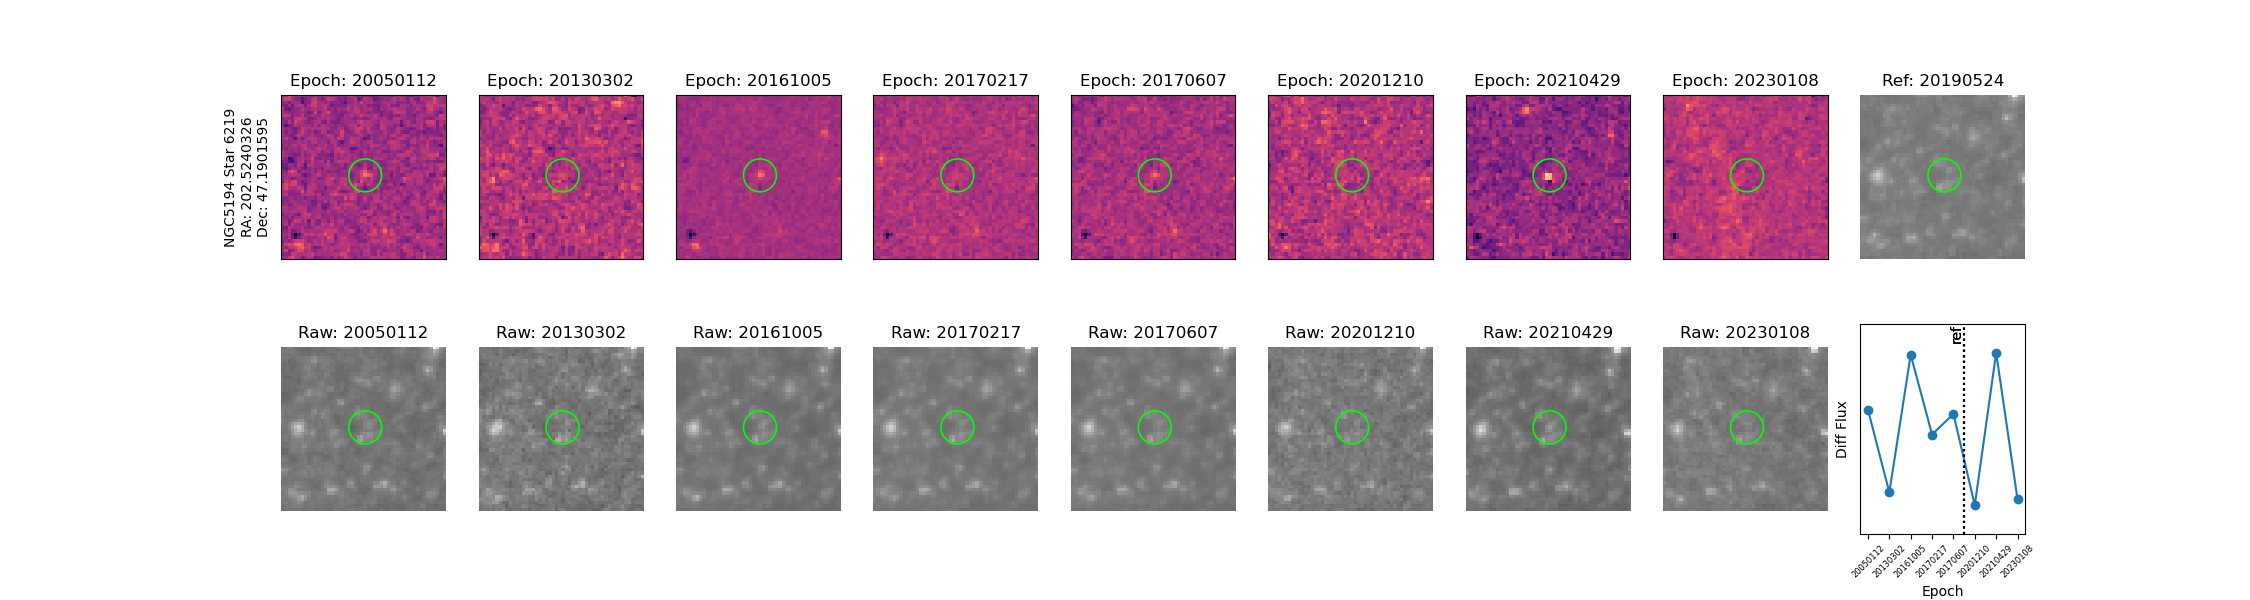 NGC5194 Star 6219
RA: 202.5240326
Dec: 47.1901595
Epoch: 20050112
Epoch: 20130302
Epoch: 20161005
Epoch: 20170217
Epoch: 20170607
Epoch: 20201210
Epoch: 20210429
Epoch: 20230108
Ref: 20190524
Raw: 20050112
Raw: 20130302
Raw: 20161005
Raw: 20170217
Raw: 20170607
Raw: 20201210
Raw: 20210429
Raw: 20230108
ref
Diff Flux
20050112
20130302
20161005
20170217
20170607
20201210
20210429
20230108
Epoch